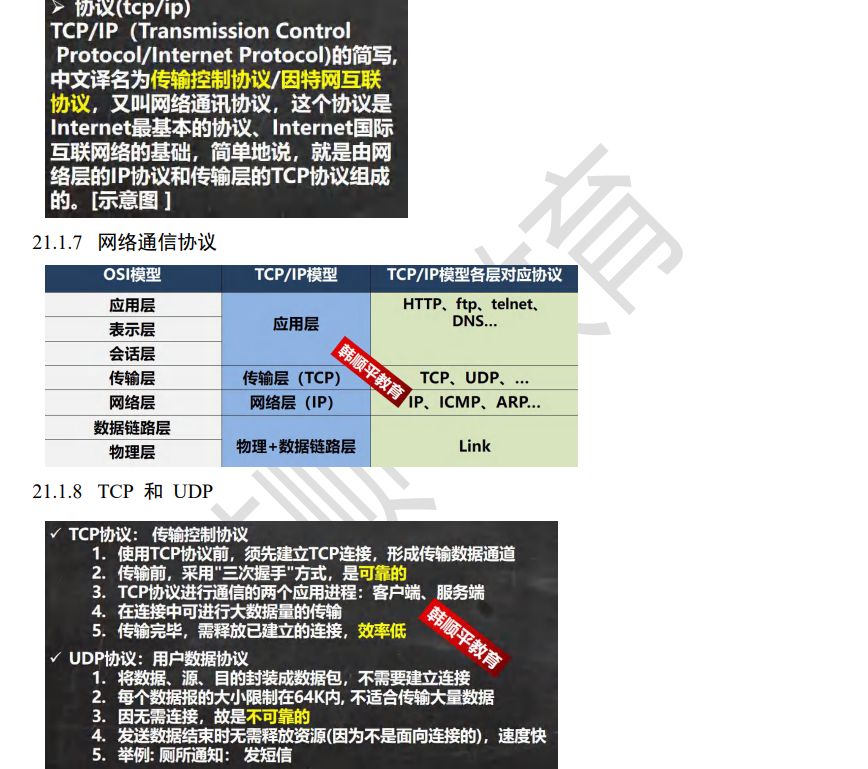 ➢ 协议(tcp/ip)
TCP/IP（Transmission Control
Protocol/Internet Protocol)的简写,
中文译名为传输控制协议/因特网互联
协议，又叫网络通讯协议，这个协议是
Internet最基本的协议、Internet国际
互联网络的基础，简单地说，就是由网
络层的IP协议和传输层的TCP协议组成
的。[示意图 ]
21.1.7 网络通信协议
OSI模型 TCP/IP模型 TCP/IP模型各层对应协议
应用层 应用层 HTTP、ftp、telnet、
DNS...
表示层
会话层
传输层 传输层（TCP） TCP、UDP、...
网络层 网络层（IP） IP、ICMP、ARP...
数据链路层 物理+数据链路层 Link
物理层
韩顺平教育
21.1.8 TCP 和 UDP
✓ TCP协议：传输控制协议
1. 使用TCP协议前，须先建立TCP连接，形成传输数据通道
2. 传输前，采用"三次握手"方式，是可靠的
3. TCP协议进行通信的两个应用进程：客户端、服务端
4. 在连接中可进行大数据量的传输
5. 传输完毕，需释放已建立的连接，效率低
✓ UDP协议：用户数据协议
1. 将数据、源、目的封装成数据包，不需要建立连接
2. 每个数据报的大小限制在64K内, 不适合传输大量数据
3. 因无需连接，故是不可靠的
4. 发送数据结束时无需释放资源(因为不是面向连接的)，速度快
5. 举例: 厕所通知： 发短信
韩顺平教育
育
顺